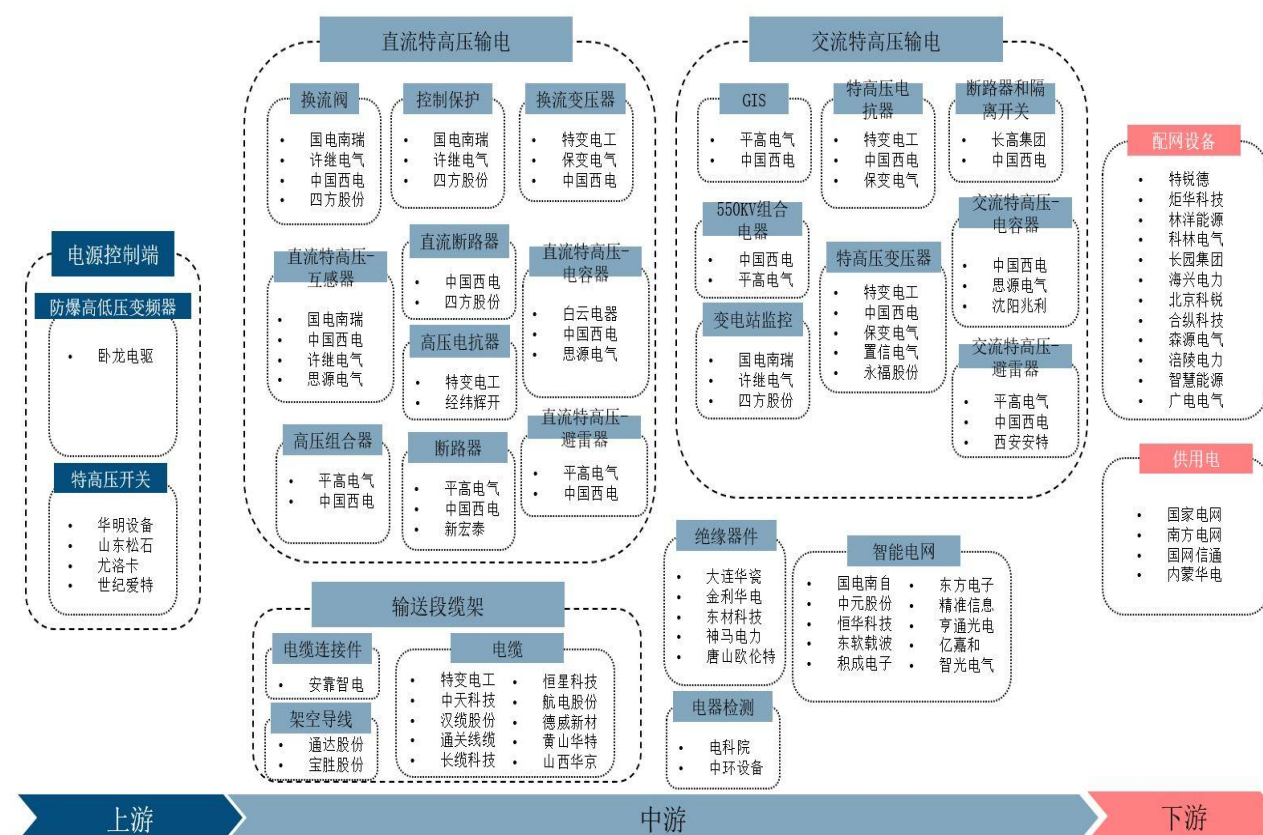 电源控制端
防爆高低压变频器
• 卧龙电驱
特高压开关
• 华明设备
• 山东松石
• 尤洛卡
• 世纪爱特
直流特高压输电
换流阀
• 国电南瑞
• 许继电气
• 中国西电
• 四方股份
控制保护
• 国电南瑞
• 许继电气
• 四方股份
换流变压器
• 特变电工
• 保变电气
• 中国西电
直流特高压-
互感器
• 国电南瑞
• 中国西电
• 许继电气
• 思源电气
直流断路器
• 中国西电
• 四方股份
高压电抗器
• 特变电工
• 经纬辉开
直流特高压-
电容器
• 白云电器
• 中国西电
• 思源电气
高压组合器
• 平高电气
• 中国西电
断路器
• 平高电气
• 中国西电
• 新宏泰
直流特高压-
避雷器
• 平高电气
• 中国西电
输送段缆架
电缆连接件
• 安靠智电
架空导线
• 通达股份
• 宝胜股份
电缆
• 特变电工
• 中天科技
• 汉缆股份
• 通关线缆
• 长缆科技
• 恒星科技
• 航电股份
• 德威新材
• 黄山华特
• 山西华京
交流特高压输电
GIS
• 平高电气
• 中国西电
特高压电
抗器
• 特变电工
• 中国西电
• 保变电气
断路器和隔
离开关
• 长高集团
• 中国西电
550KV组合
电器
• 中国西电
• 平高电气
变电站监控
• 国电南瑞
• 许继电气
• 四方股份
特高压变压器
• 特变电工
• 中国西电
• 保变电气
• 置信电气
• 永福股份
交流特高压-
电容器
• 中国西电
• 思源电气
• 沈阳兆利
交流特高压-
避雷器
• 平高电气
• 中国西电
• 西安安特
绝缘器件
• 大连华瓷
• 金利华电
• 东材科技
• 神马电力
• 唐山欧伦特
电器检测
• 电科院
• 中环设备
智能电网
• 国电南自
• 中元股份
• 恒华科技
• 东软载波
• 积成电子
• 东方电子
• 精准信息
• 亨通光电
• 亿嘉和
• 智光电气
配网设备
• 特锐德
• 炬华科技
• 林洋能源
• 科林电气
• 长园集团
• 海兴电力
• 北京科锐
• 合纵科技
• 森源电气
• 涪陵电力
• 智慧能源
• 广电电气
供用电
• 国家电网
• 南方电网
• 国网信通
• 内蒙华电
上游
中游
下游